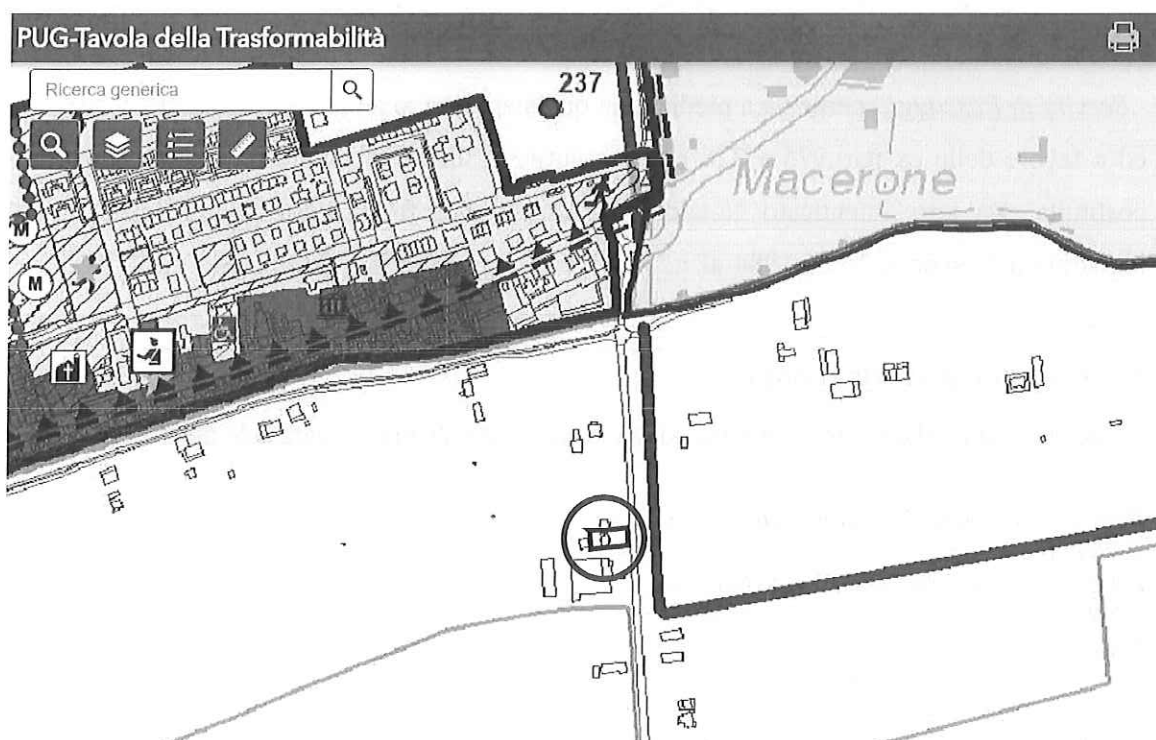 PUG-Tavola della Trasformabilità
Ricerca generica
237
Macerone
M
M